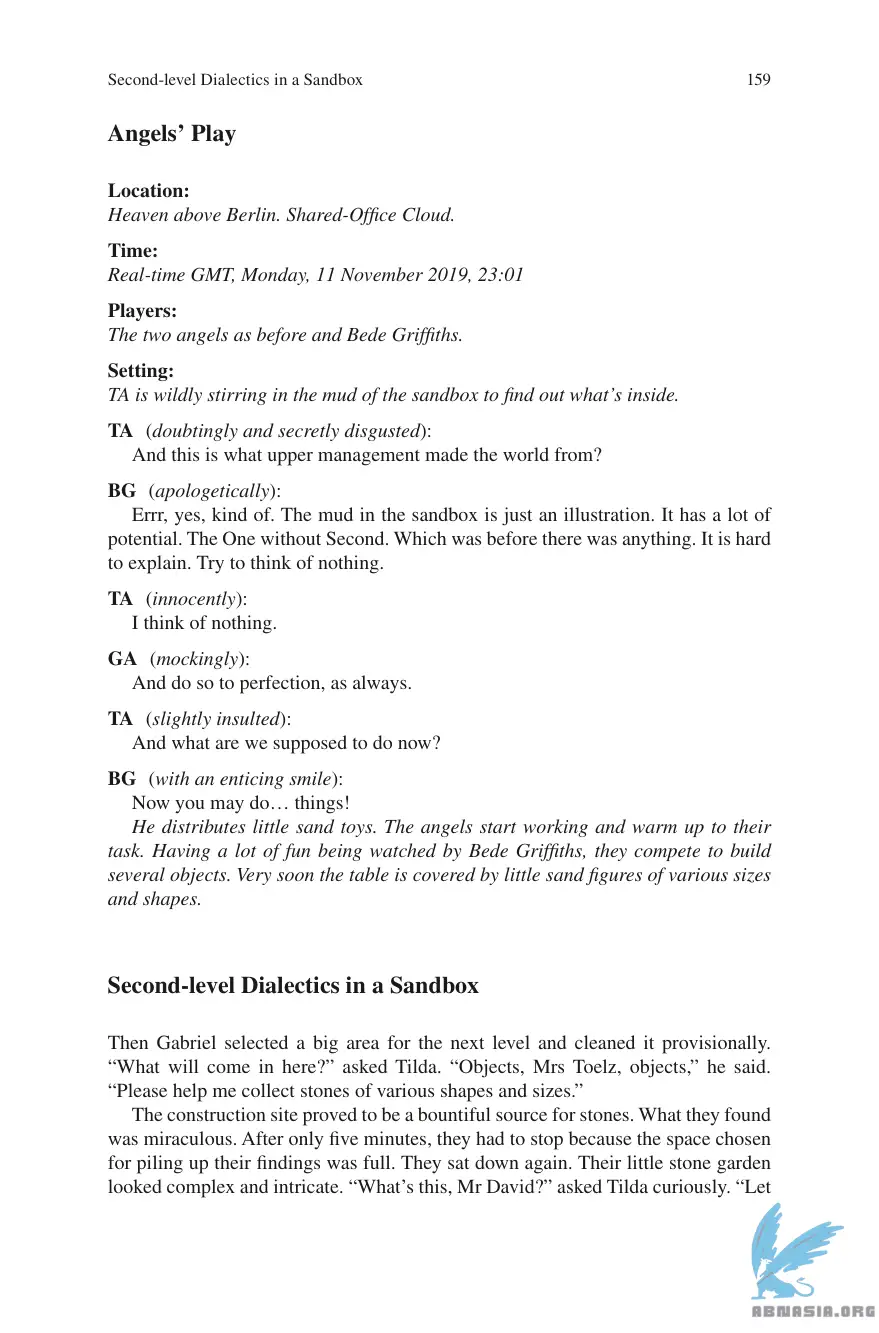 Second-level Dialectics in a Sandbox 159
Angels’ Play
Location:
Heaven above Berlin. Shared-Office Cloud.
Time:
Real-time GMT, Monday, 11 November 2019, 23:01
Players:
The two angels as before and Bede Griffiths.
Setting:
TA is wildly stirring in the mud of the sandbox to find out what’s inside.
TA (doubtingly and secretly disgusted):
And this is what upper management made the world from?
BG (apologetically):
Errr, yes, kind of. The mud in the sandbox is just an illustration. It has a lot of
potential. The One without Second. Which was before there was anything. It is hard
to explain. Try to think of nothing.
TA (innocently):
I think of nothing.
GA (mockingly):
And do so to perfection, as always.
TA (slightly insulted):
And what are we supposed to do now?
BG (with an enticing smile):
Now you may do… things!
He distributes little sand toys. The angels start working and warm up to their
task. Having a lot of fun being watched by Bede Griffiths, they compete to build
several objects. Very soon the table is covered by little sand figures of various sizes
and shapes.
Second-level Dialectics in a Sandbox
Then Gabriel selected a big area for the next level and cleaned it provisionally.
“What will come in here?” asked Tilda. “Objects, Mrs Toelz, objects,” he said.
“Please help me collect stones of various shapes and sizes.”
The construction site proved to be a bountiful source for stones. What they found
was miraculous. After only five minutes, they had to stop because the space chosen
for piling up their findings was full. They sat down again. Their little stone garden
looked complex and intricate. “What’s this, Mr David?” asked Tilda curiously. “Let
ABNASIA.ORG